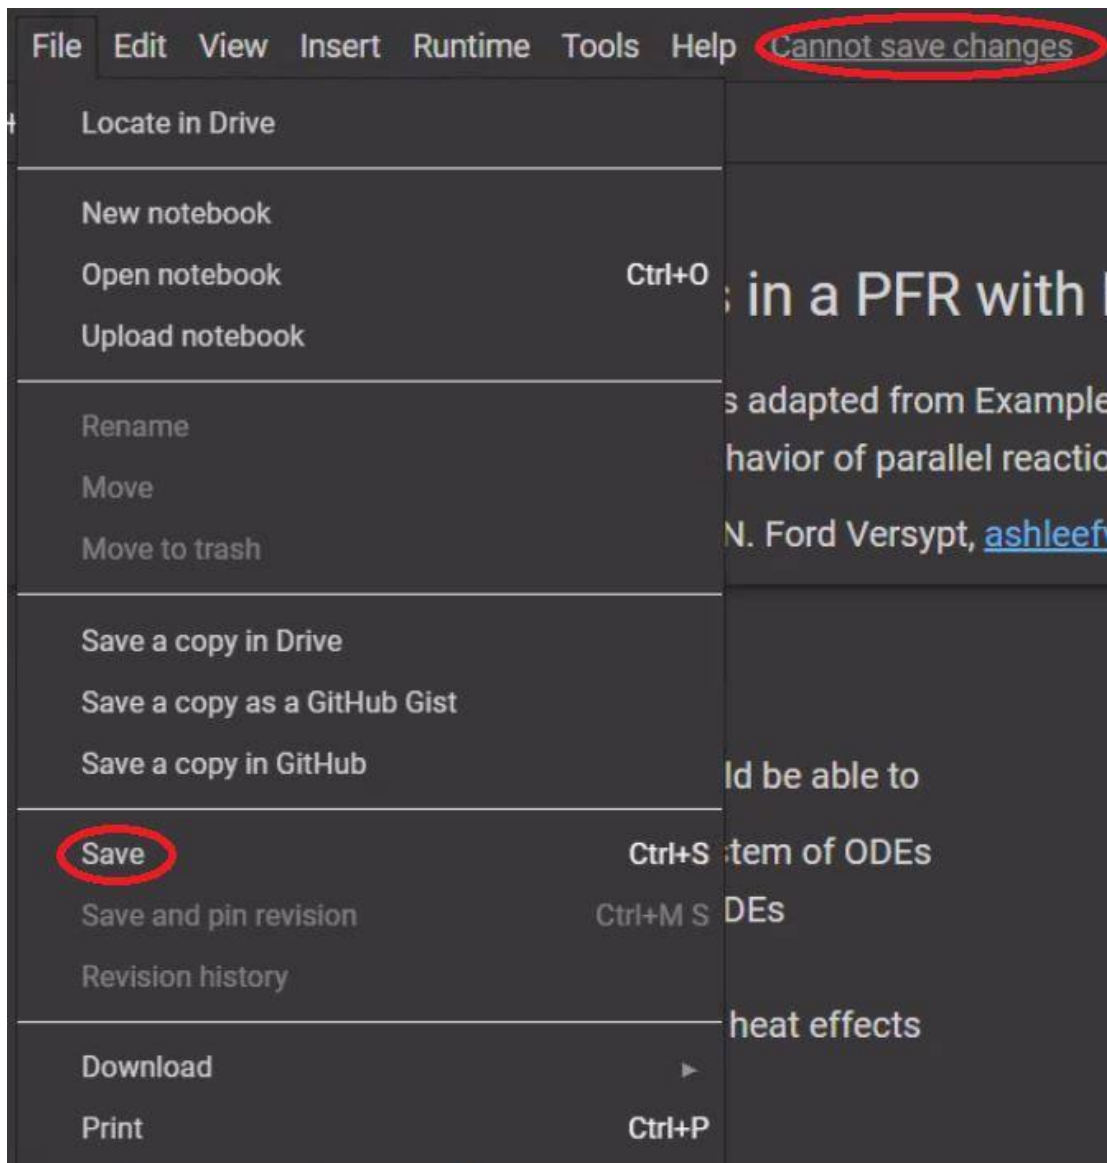 File Edit View Insert Runtime Tools Help Cannot save changes
Locate in Drive
New notebook
Open notebook Ctrl+O
Upload notebook
Rename
Move
Move to trash
Save a copy in Drive
Save a copy as a GitHub Gist
Save a copy in GitHub
Save Ctrl+S
Save and pin revision Ctrl+M S
Revision history
Download
Print Ctrl+P
in a PFR with
s adapted from Example
havior of parallel reactio
N. Ford Versypt, ashleef
ld be able to
tem of ODEs
DEs
heat effects